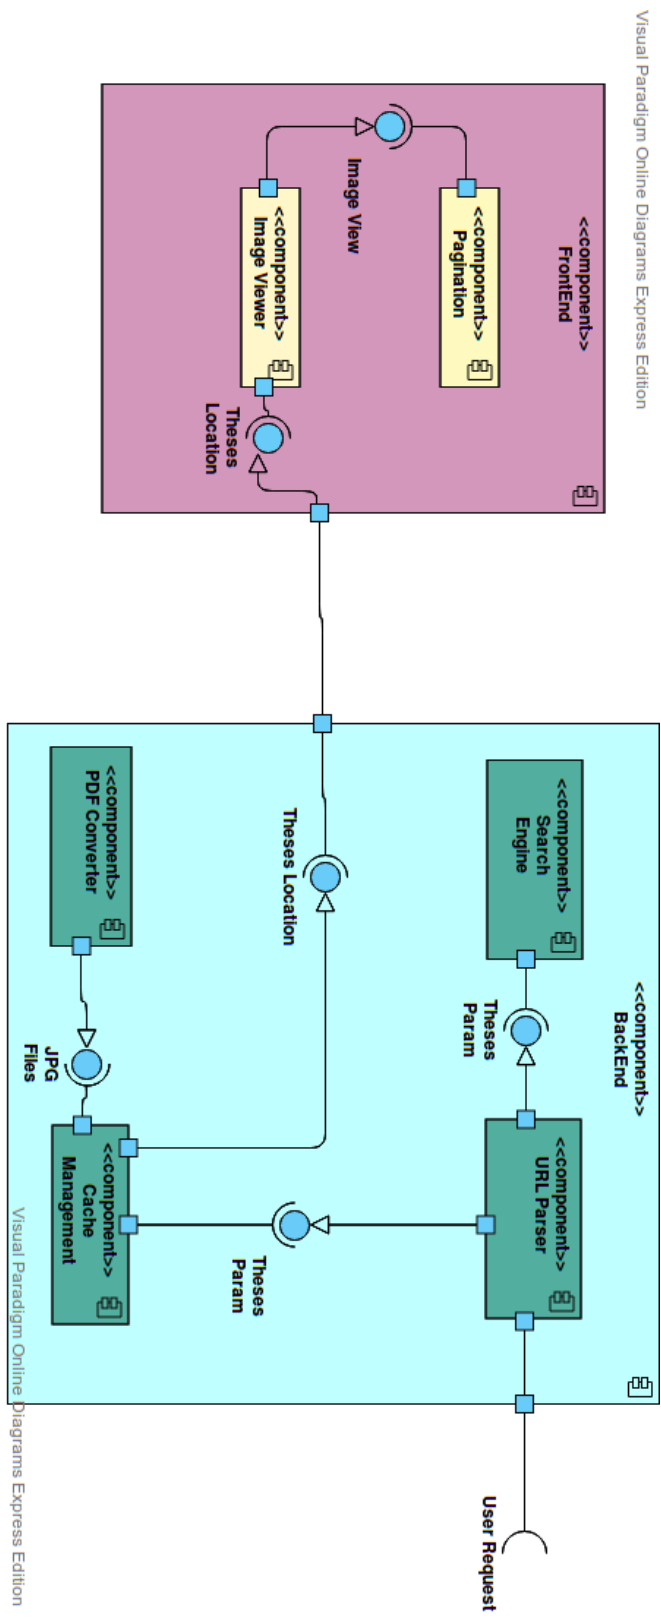 Visual Paradigm Online Diagrams Express Edition
<<component>>
FrontEnd
<<component>>
Pagination
Image View
<<component>>
Image Viewer
Theses
Location
<<component>>
BackEnd
<<component>>
Search
Engine
Theses
Param
<<component>>
URL Parser
User Request
Theses Location
Theses
Param
<<component>>
PDF Converter
JPG
Files
<<component>>
Cache
Management
Visual Paradigm Online Diagrams Express Edition